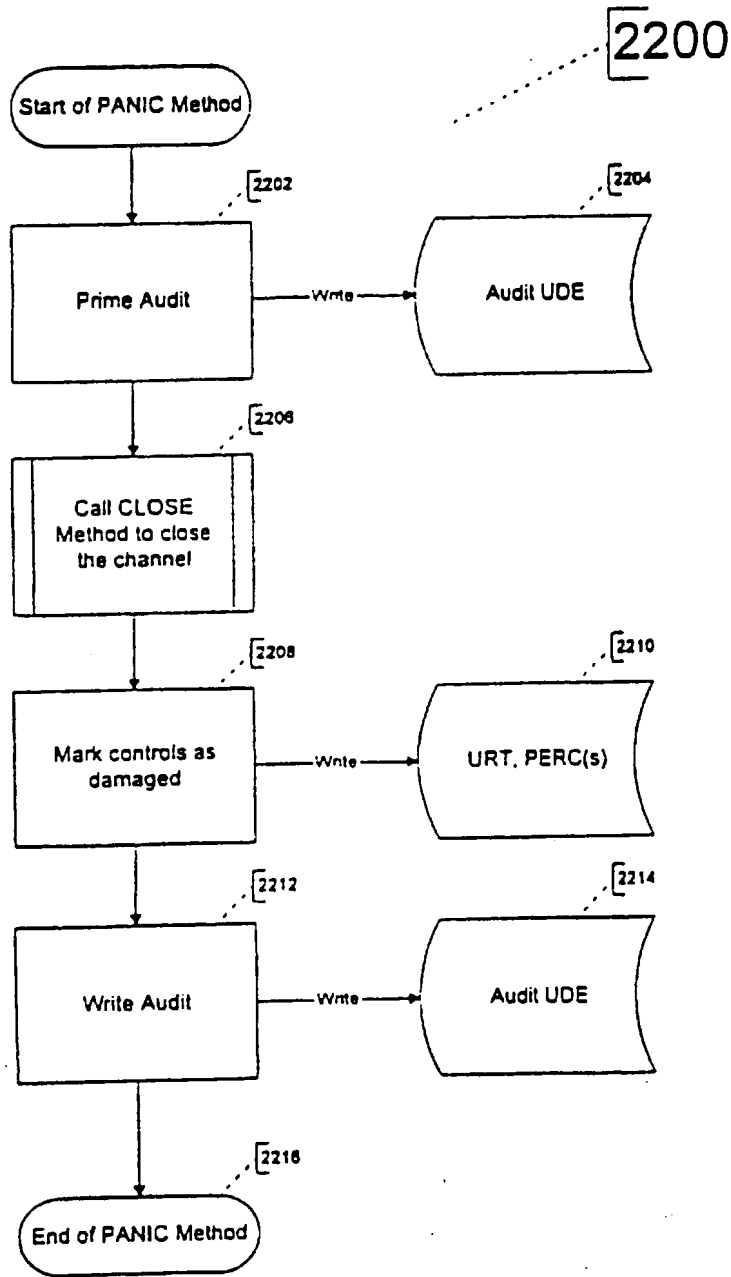 2200
Start of PANIC Method
2202
2204
Prime Audit
Write
Audit UDE
2206
Call CLOSE
Method to close
the channel
2208
2210
Mark controls as
damaged
Write
URT, PERC(s)
2212
2214
Write Audit
Write
Audit UDE
2216
End of PANIC Method